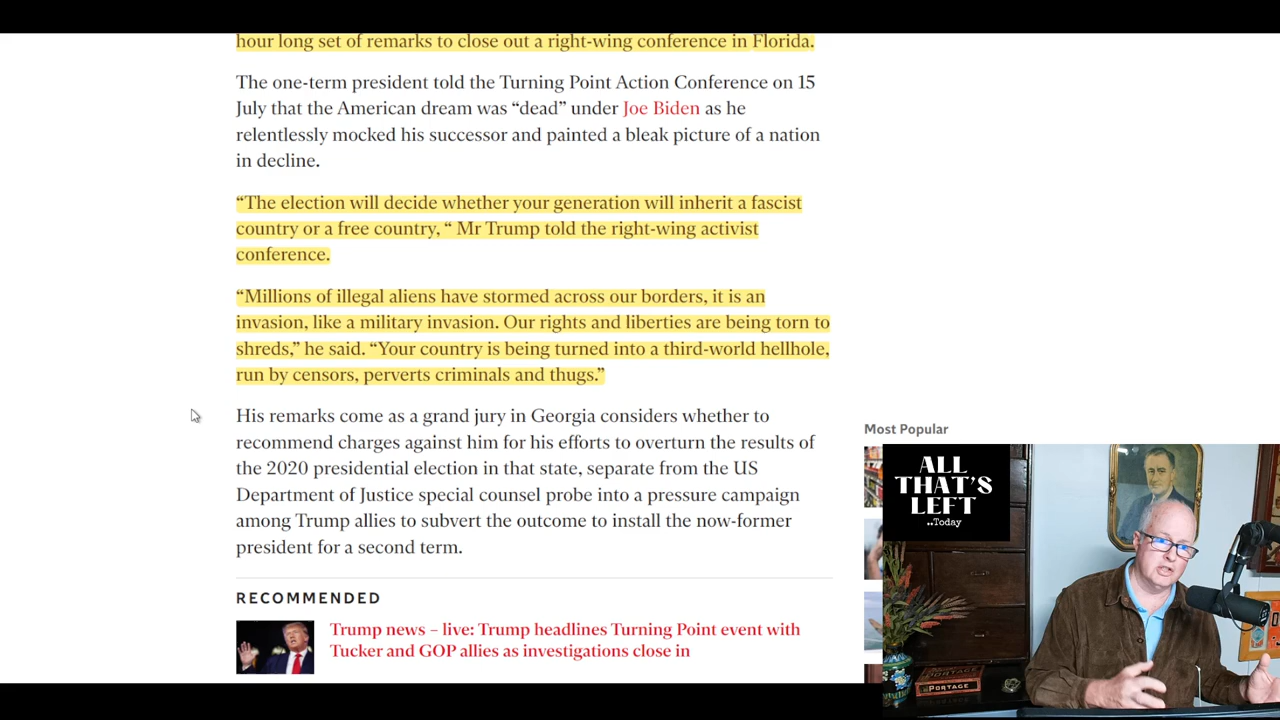 hour long set of remarks to close out a right-wing conference in Florida.
The one-term president told the Turning Point Action Conference on 15
July that the American dream was “dead” under Joe Biden as he
relentlessly mocked his successor and painted a bleak picture of a nation
in decline.
“The election will decide whether your generation will inherit a fascist
country or a free country, “ Mr Trump told the right-wing activist
conference.
“Millions of illegal aliens have stormed across our borders, it is an
invasion, like a military invasion. Our rights and liberties are being torn to
shreds,” he said. “Your country is being turned into a third-world hellhole,
run by censors, perverts criminals and thugs.”
His remarks come as a grand jury in Georgia considers whether to
recommend charges against him for his efforts to overturn the results of
the 2020 presidential election in that state, separate from the US
Department of Justice special counsel probe into a pressure campaign
among Trump allies to subvert the outcome to install the now-former
president for a second term.
RECOMMENDED
Trump news – live: Trump headlines Turning Point event with
Tucker and GOP allies as investigations close in
Most Popular
ALL
THAT'S
LEFT
..Today
PORTAGE